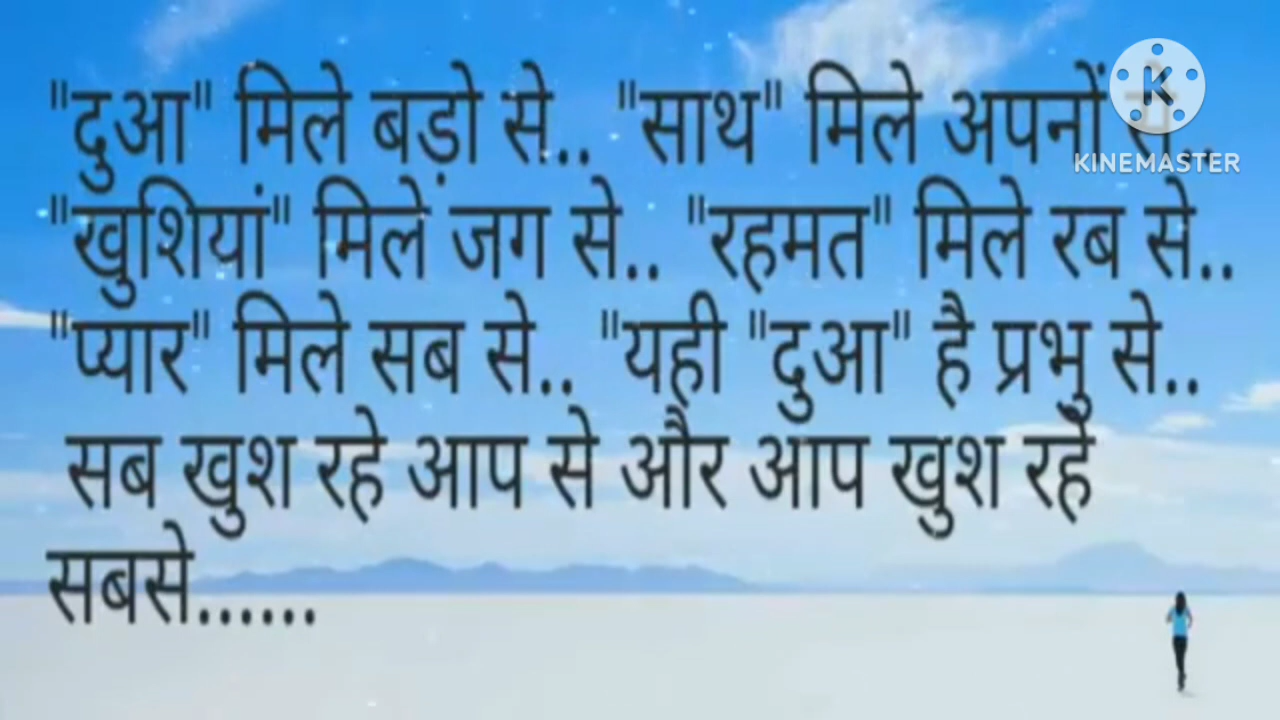 "दुआ" मिले बड़ो से.. "साथ" मिले अपनों से..
"खुशियां" मिलें जग से.. "रहमत" मिले रब से..
"प्यार" मिले सब से.. "यही "दुआ" है प्रभु से..
सब खुश रहे आप से और आप खुश रहें
सबसे......
KINEMASTER